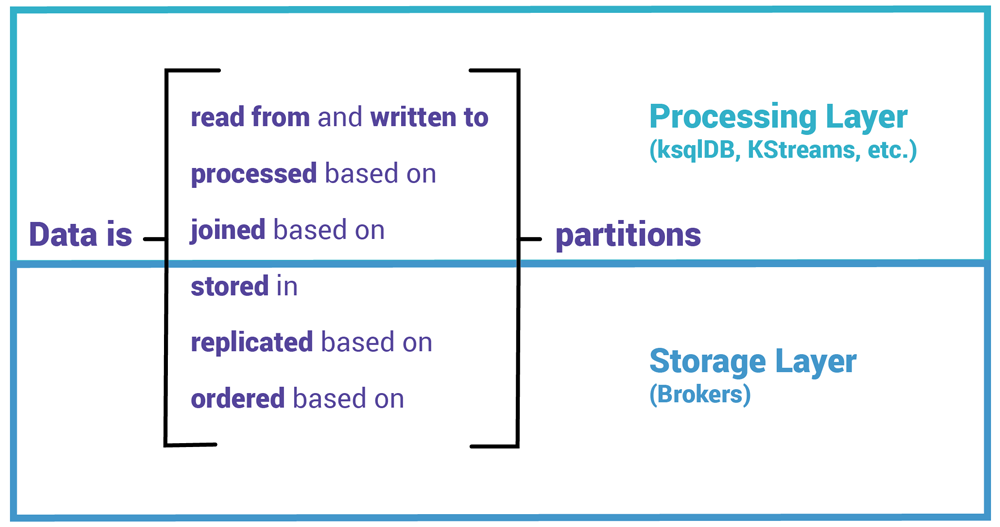 read from and written to
Processing Layer
(ksqlDB, KStreams, etc.)
processed based on
joined based on
Data is
partitions
stored in
replicated based on
Storage Layer
(Brokers)
ordered based on